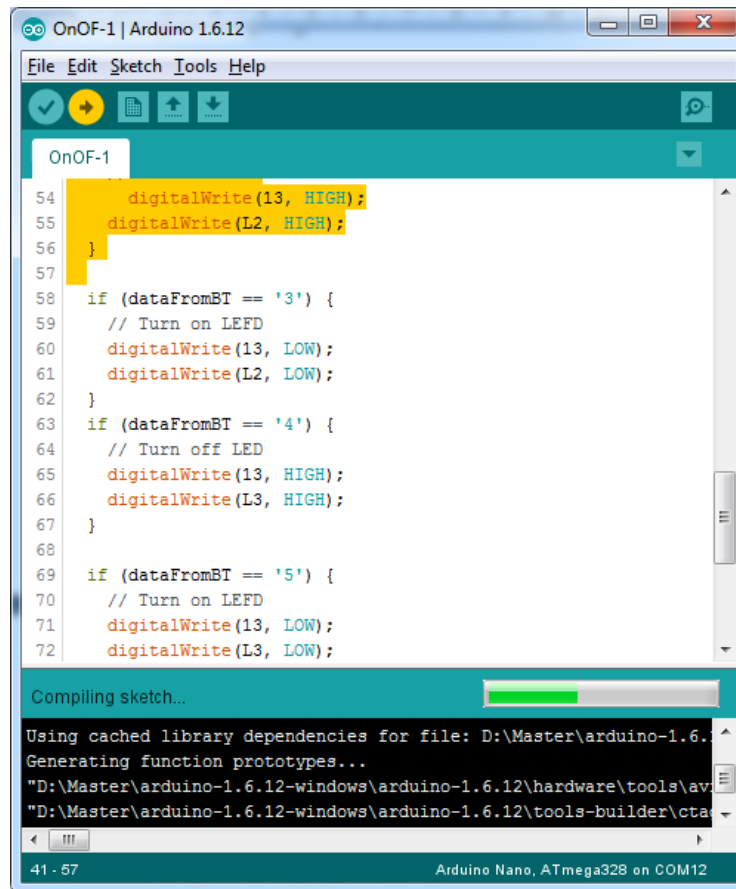 OnOF-1 | Arduino 1.6.12
File Edit Sketch Tools Help
OnOF-1
54 digitalWrite(13, HIGH);
55 digitalWrite(L2, HIGH);
56 }
57
58 if (dataFromBT == '3') {
59 // Turn on LEFD
60 digitalWrite(13, LOW);
61 digitalWrite(L2, LOW);
62 }
63 if (dataFromBT == '4') {
64 // Turn off LED
65 digitalWrite(13, HIGH);
66 digitalWrite(L3, HIGH);
67 }
68
69 if (dataFromBT == '5') {
70 // Turn on LEFD
71 digitalWrite(13, LOW);
72 digitalWrite(L3, LOW);
Compiling sketch...
Using cached library dependencies for file: D:\Master\arduino-1.6.
Generating function prototypes...
"D:\Master\arduino-1.6.12-windows\arduino-1.6.12\hardware\tools\av
"D:\Master\arduino-1.6.12-windows\arduino-1.6.12\tools-builder\cta
41 - 57 Arduino Nano, ATmega328 on COM12